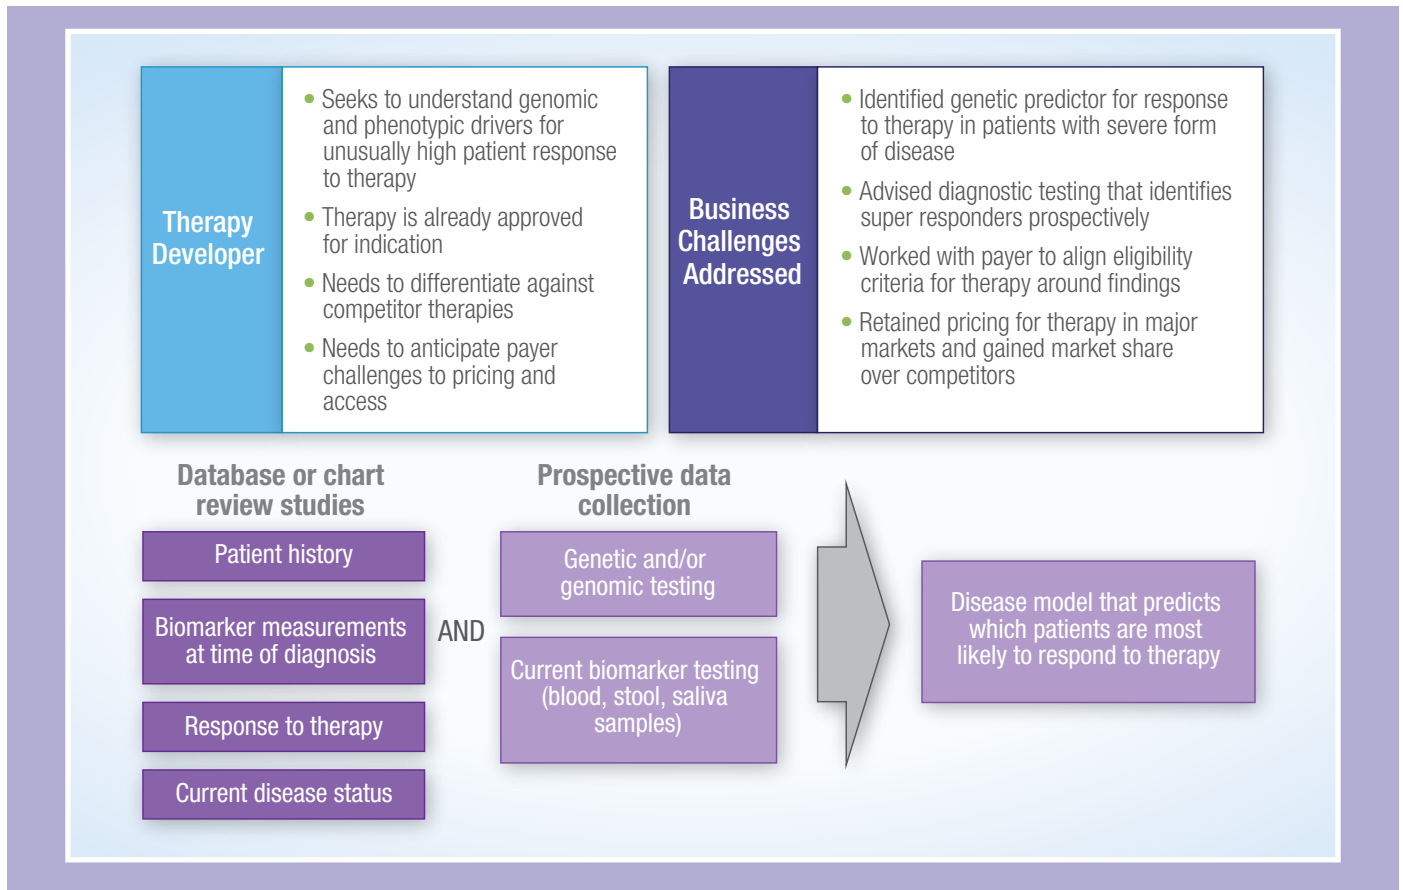 Therapy
Developer
• Seeks to understand genomic
and phenotypic drivers for
unusually high patient response
to therapy
• Therapy is already approved
for indication
• Needs to differentiate against
competitor therapies
• Needs to anticipate payer
challenges to pricing and
access
Business
Challenges
Addressed
• Identified genetic predictor for response
to therapy in patients with severe form
of disease
• Advised diagnostic testing that identifies
super responders prospectively
• Worked with payer to align eligibility
criteria for therapy around findings
• Retained pricing for therapy in major
markets and gained market share
over competitors
Database or chart
review studies
Patient history
Biomarker measurements
at time of diagnosis
Response to therapy
Current disease status
AND
Prospective data
collection
Genetic and/or
genomic testing
Current biomarker testing
(blood, stool, saliva
samples)
Disease model that predicts
which patients are most
likely to respond to therapy